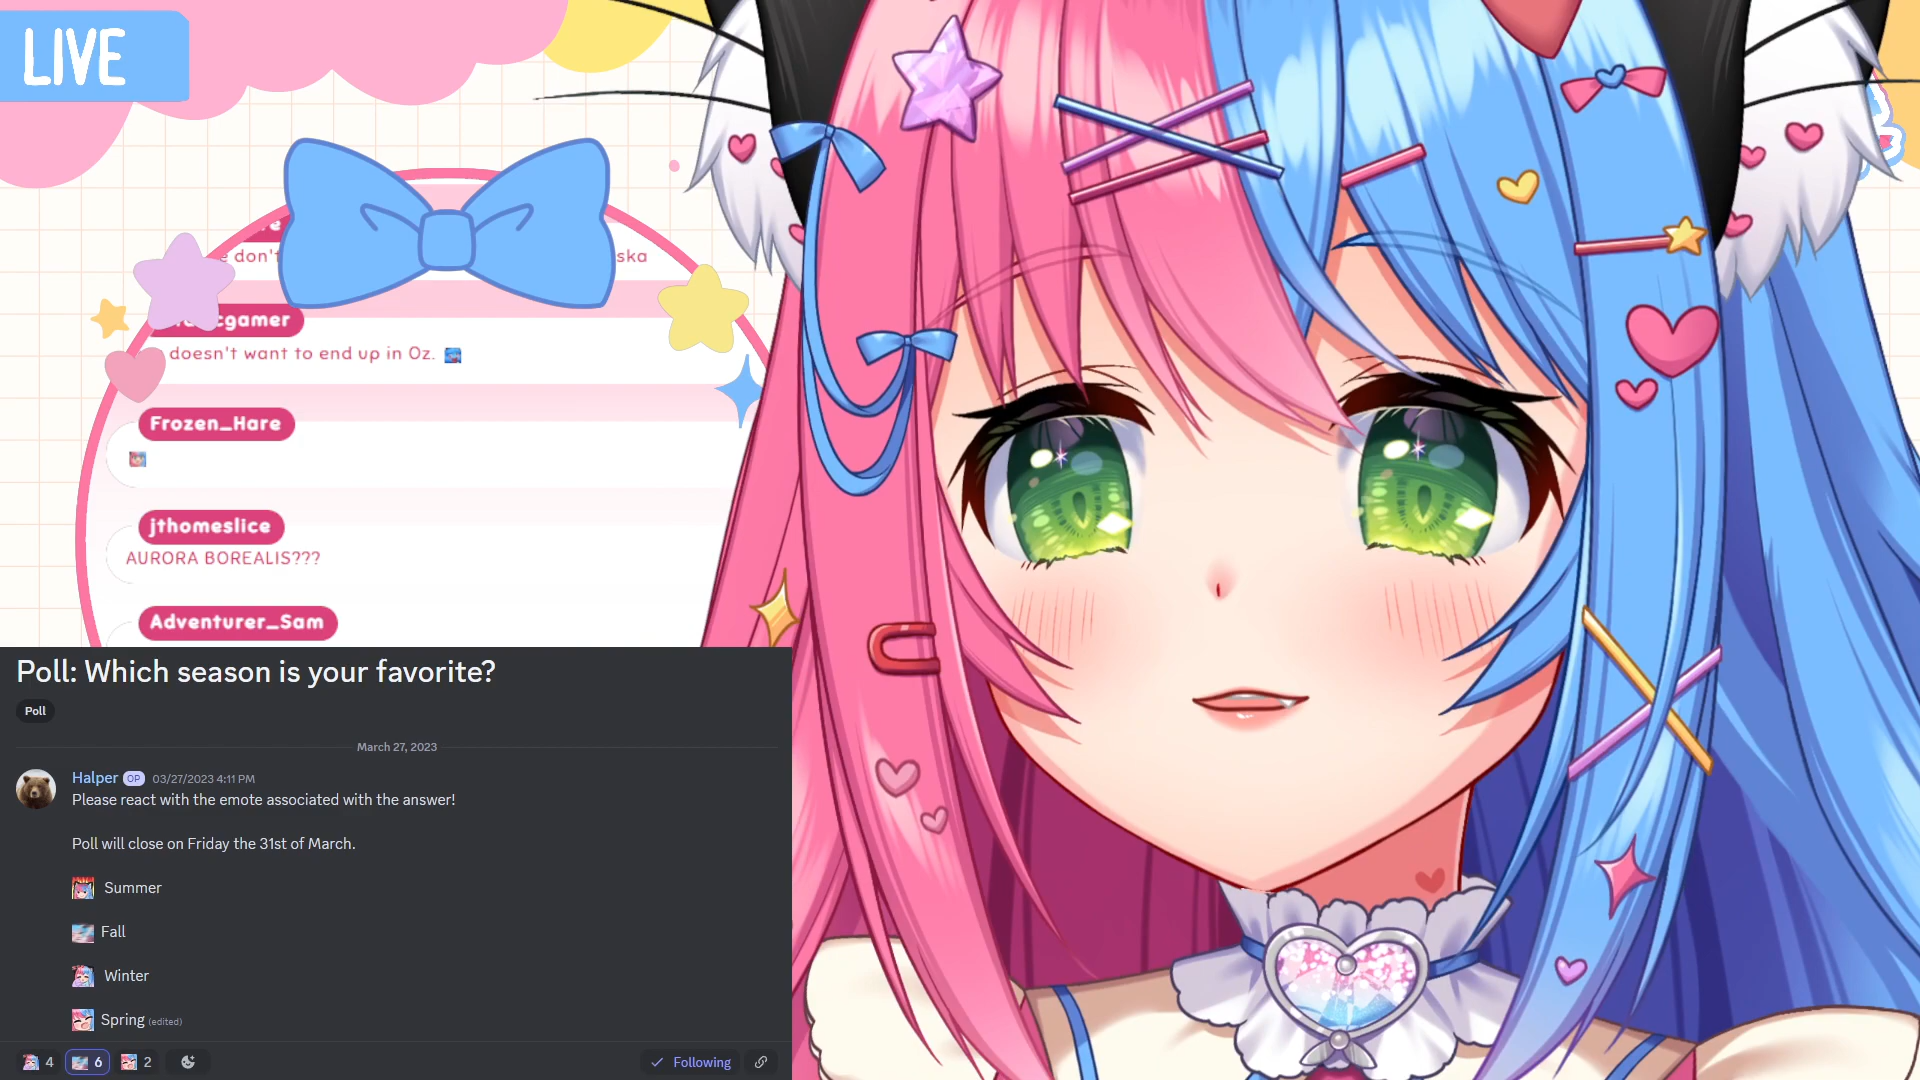 LIVE
don't
ska
cgamer
doesn't want to end up in Oz.
Frozen_Hare
jthomeslice
AURORA BOREALIS???
Adventurer_Sam
Poll: Which season is your favorite?
Poll
March 27, 2023
Halper OP 03/27/2023 4:11 PM
Please react with the emote associated with the answer!
Poll will close on Friday the 31st of March.
Summer
Fall
Winter
Spring (edited)
4 6 2 Following